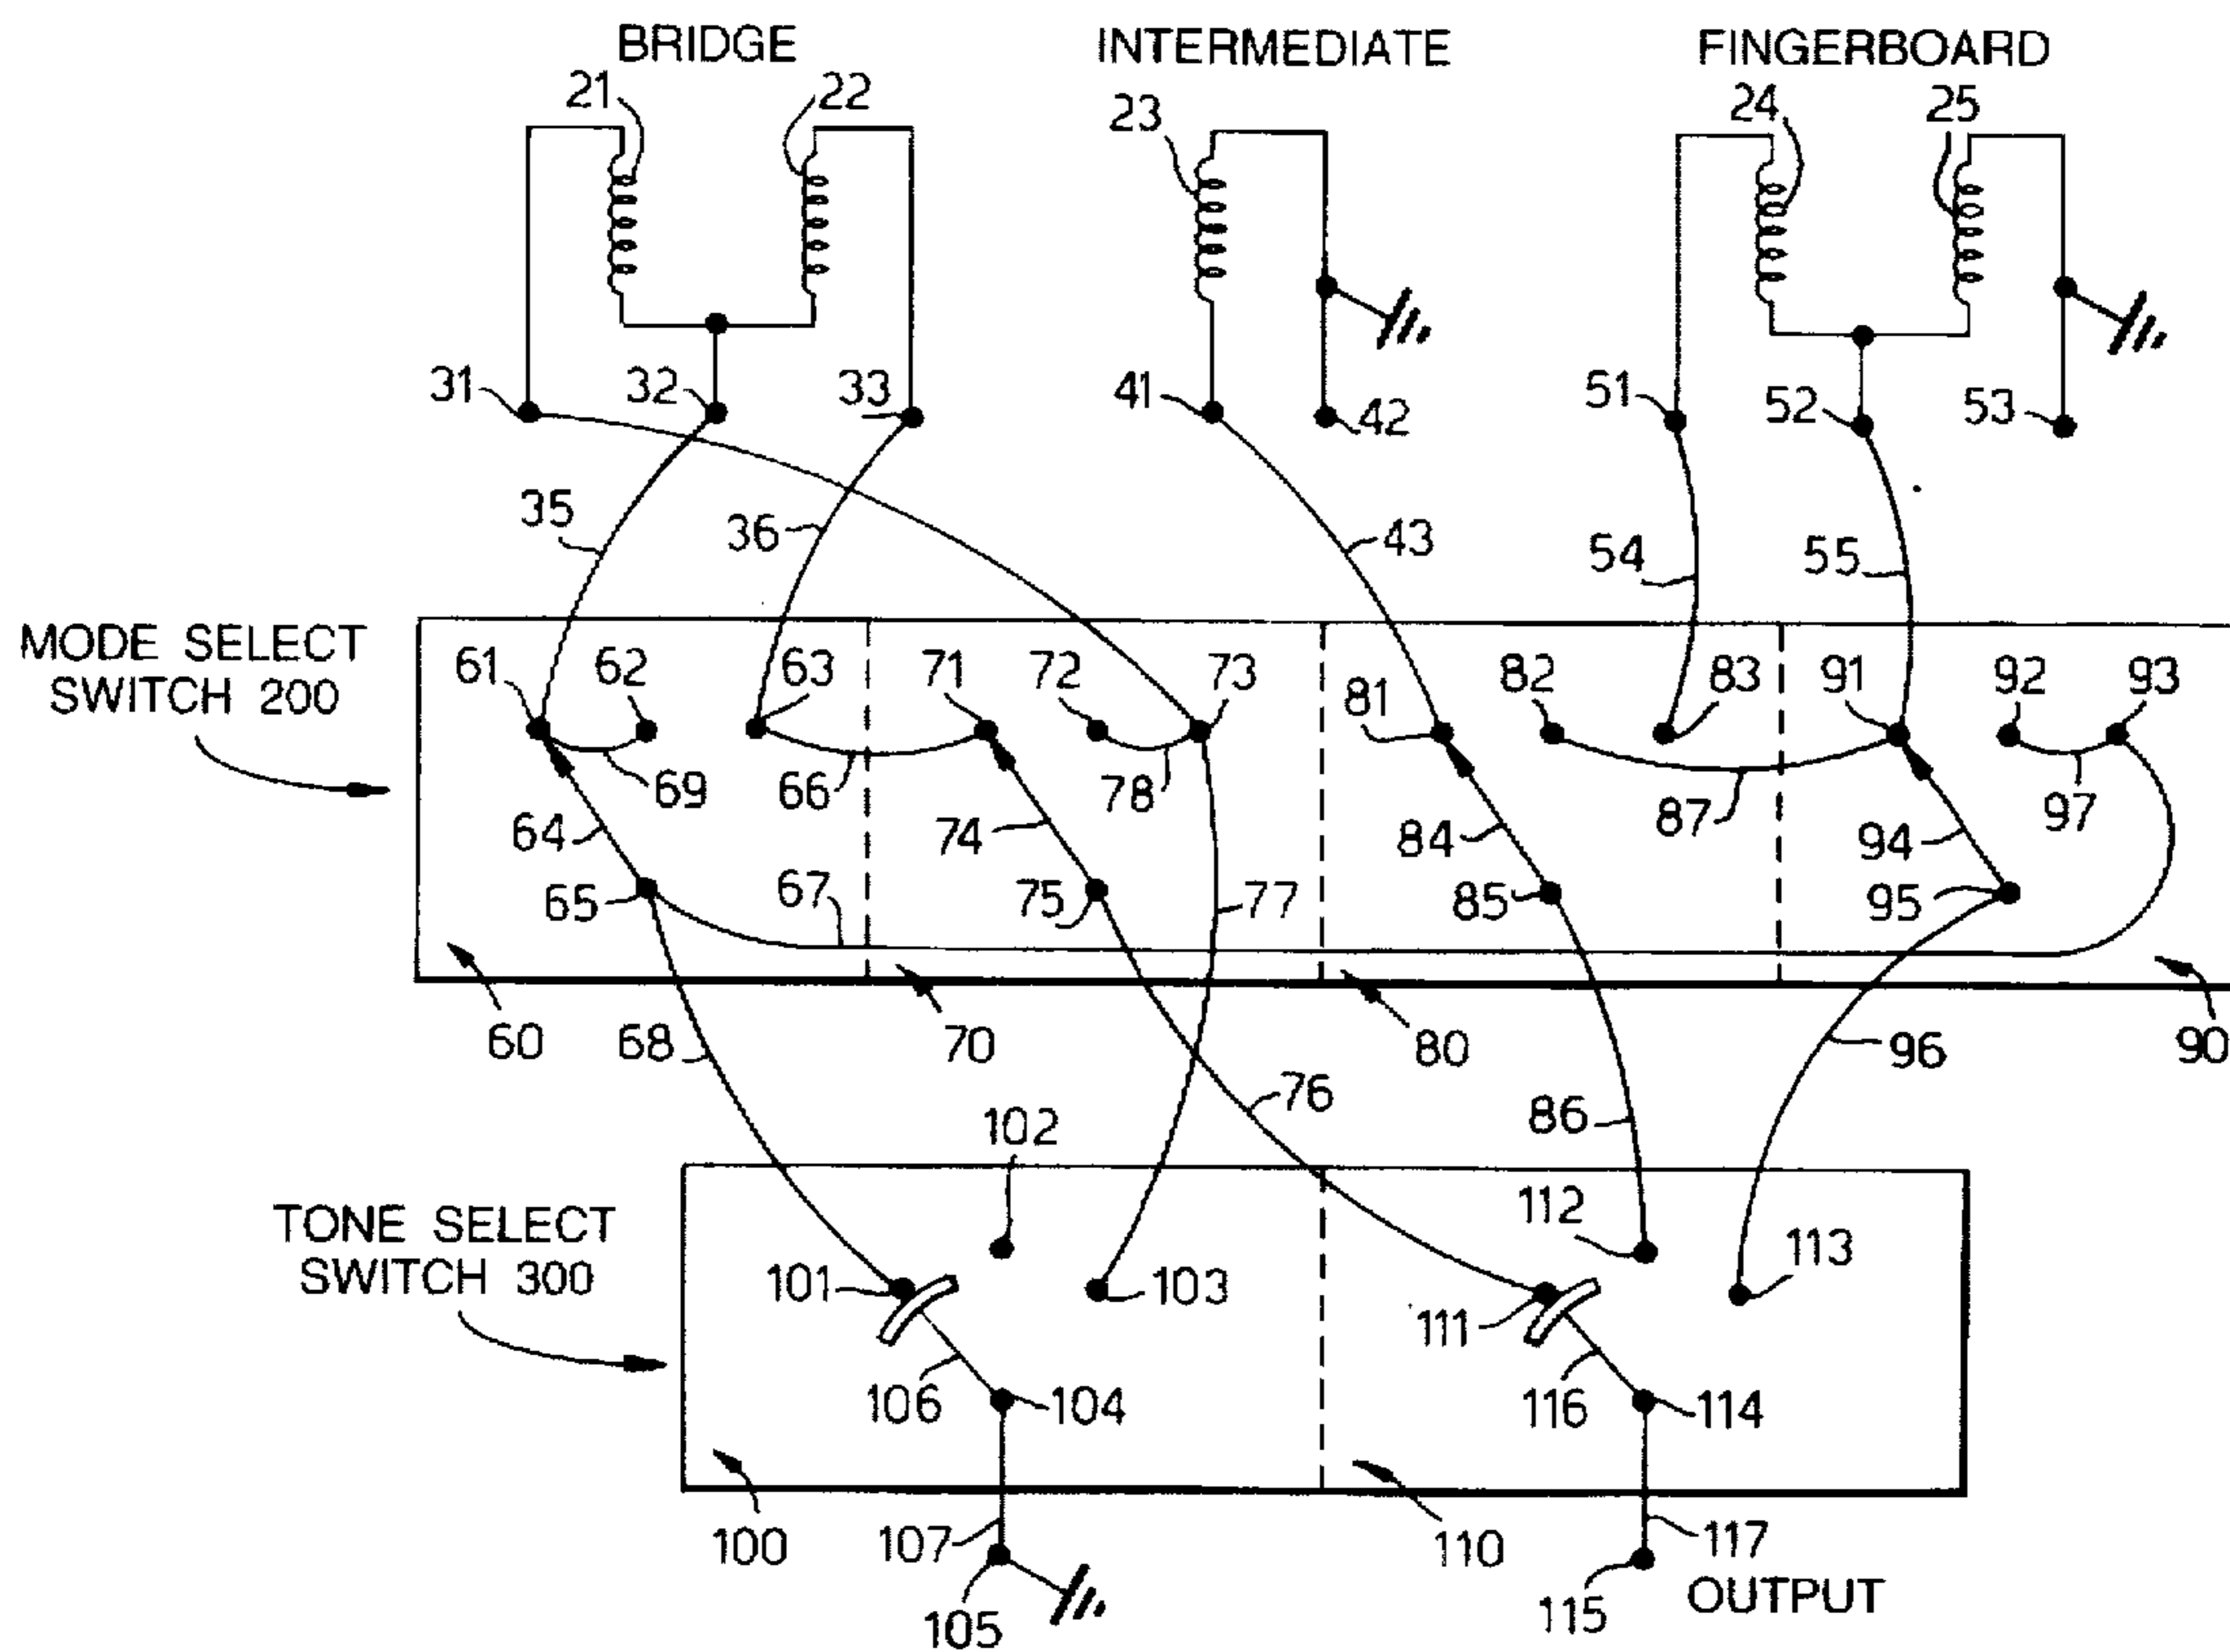 BRIDGE INTERMEDIATE FINGERBOARD
21 22 23 24 25
31 32 33 41 42 51 52 53
35 36 43 54 55
MODE SELECT
SWITCH 200
61 62 63 71 72 73 81 82 83 91 92 93
69 66 78 87 97
64 74 84 94
65 67 75 77 85 95
60 68 70 80 96 90
76 86
102
TONE SELECT
SWITCH 300
112 113
101 103 111
106 104 116 114
100 107 110 117
105 115 OUTPUT